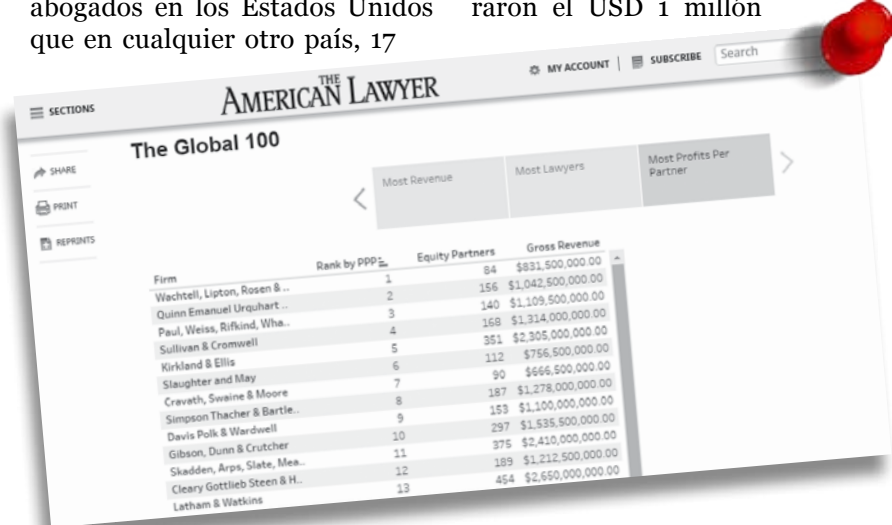 abogados en los Estados Unidos
que en cualquier otro país, 17
raron el USD 1 millón
SECTIONS
THE
AMERICAN LAWYER
MY ACCOUNT | SUBSCRIBE Search
SHARE
PRINT
REPRINTS
The Global 100
Most Revenue
Most Lawyers
Most Profits Per
Partner
Firm Rank by PPP Equity Partners Gross Revenue
Wachtell, Lipton, Rosen & .. 1 84 $831,500,000.00
Quinn Emanuel Urquhart .. 2 156 $1,042,500,000.00
Paul, Weiss, Rifkind, Wha.. 3 140 $1,109,500,000.00
Sullivan & Cromwell 4 168 $1,314,000,000.00
Kirkland & Ellis 5 351 $2,305,000,000.00
Slaughter and May 6 112 $756,500,000.00
Cravath, Swaine & Moore 7 90 $666,500,000.00
Simpson Thacher & Bartle.. 8 187 $1,278,000,000.00
Davis Polk & Wardwell 9 153 $1,100,000,000.00
Gibson, Dunn & Crutcher 10 297 $1,535,500,000.00
Skadden, Arps, Slate, Mea.. 11 375 $2,410,000,000.00
Cleary Gottlieb Steen & H.. 12 189 $1,212,500,000.00
Latham & Watkins 13 454 $2,650,000,000.00